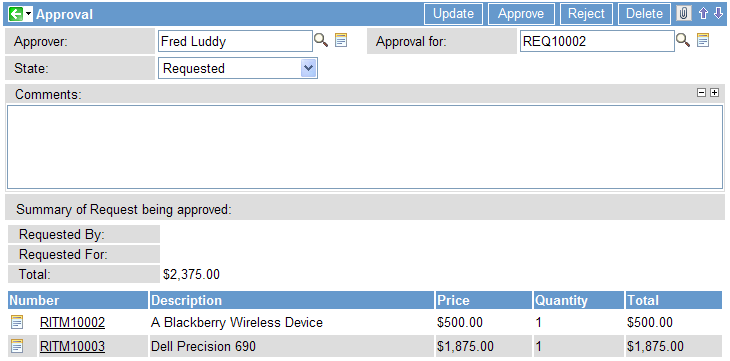 Approval Update Approve Reject Delete
Approver: Fred Luddy Approval for: REQ10002
State: Requested
Comments:
Summary of Request being approved:
Requested By:
Requested For:
Total: $2,375.00
Number Description Price Quantity Total
RITM10002 A Blackberry Wireless Device $500.00 1 $500.00
RITM10003 Dell Precision 690 $1,875.00 1 $1,875.00